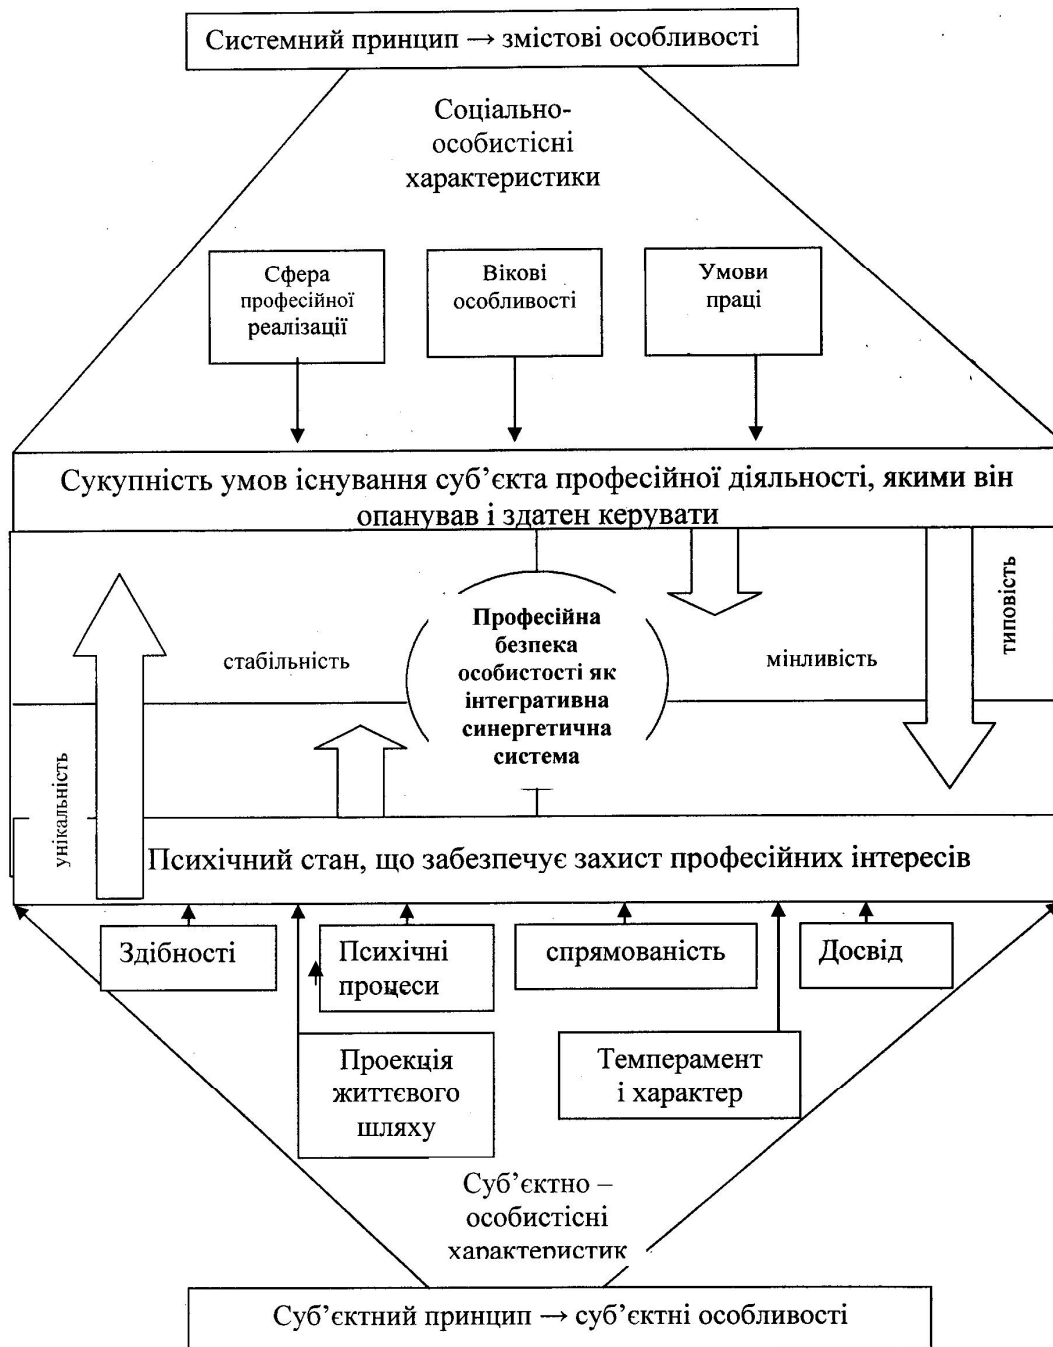 Системний принцип → змістові особливості
Соціально-
особистісні
характеристики
Сфера
професійної
реалізації
Вікові
особливості
Умови
праці
Сукупність умов існування суб’єкта професійної діяльності, якими він
опанував і здатен керувати
Професійна
безпека
особистості як
інтегративна
синергетична
система
стабільність
мінливість
типовість
унікальність
Психічний стан, що забезпечує захист професійних інтересів
Здібності
Психічні
процеси
спрямованість
Досвід
Проекція
життєвого
шляху
Темперамент
і характер
Суб’єктно –
особистісні
характеристик
Суб’єктний принцип → суб’єктні особливості